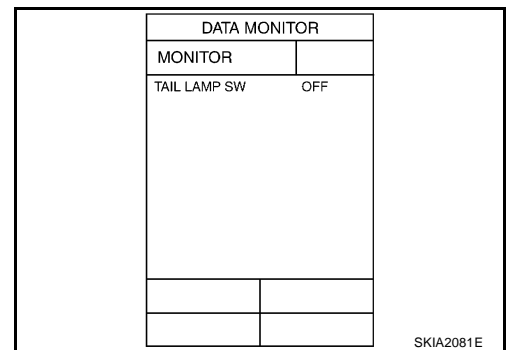 DATA MONITOR
MONITOR
TAIL LAMP SW OFF
SKIA2081E